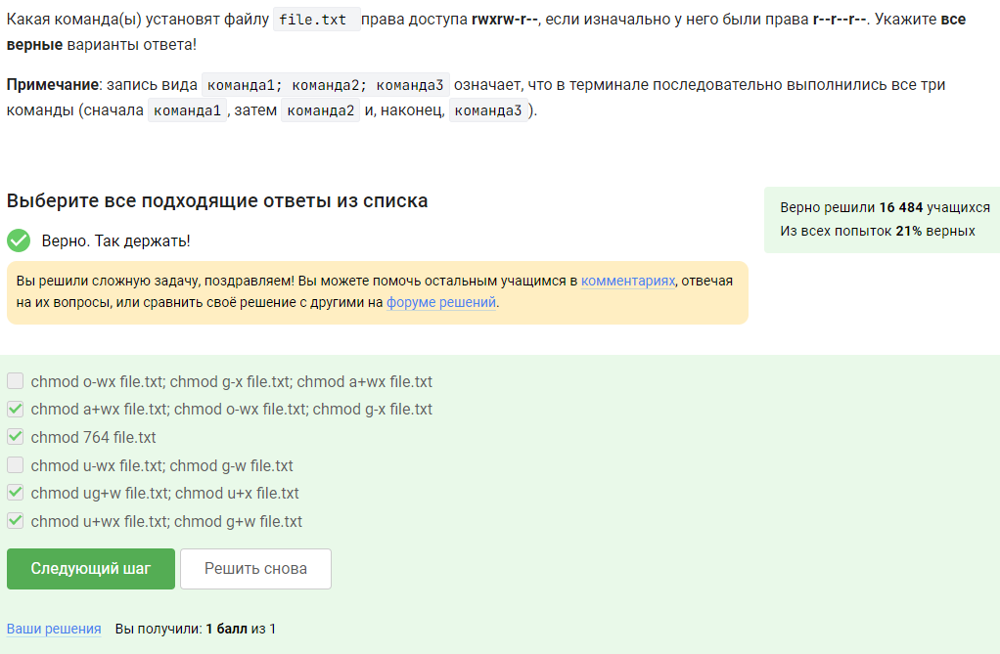 Какая команда(ы) установят файлу file.txt права доступа rwxrw-r--, если изначально у него были права r--r--r--. Укажите все
верные варианты ответа!
Примечание: запись вида команда1; команда2; команда3 означает, что в терминале последовательно выполнились все три
команды (сначала команда1, затем команда2 и, наконец, команда3).
Выберите все подходящие ответы из списка
Верно решили 16 484 учащихся
Из всех попыток 21% верных
Верно. Так держать!
Вы решили сложную задачу, поздравляем! Вы можете помочь остальным учащимся в комментариях, отвечая
на их вопросы, или сравнить своё решение с другими на форуме решений.
chmod o-wx file.txt; chmod g-x file.txt; chmod a+wx file.txt
chmod a+wx file.txt; chmod o-wx file.txt; chmod g-x file.txt
chmod 764 file.txt
chmod u-wx file.txt; chmod g-w file.txt
chmod ug+w file.txt; chmod u+x file.txt
chmod u+wx file.txt; chmod g+w file.txt
Следующий шаг
Решить снова
Ваши решения Вы получили: 1 балл из 1